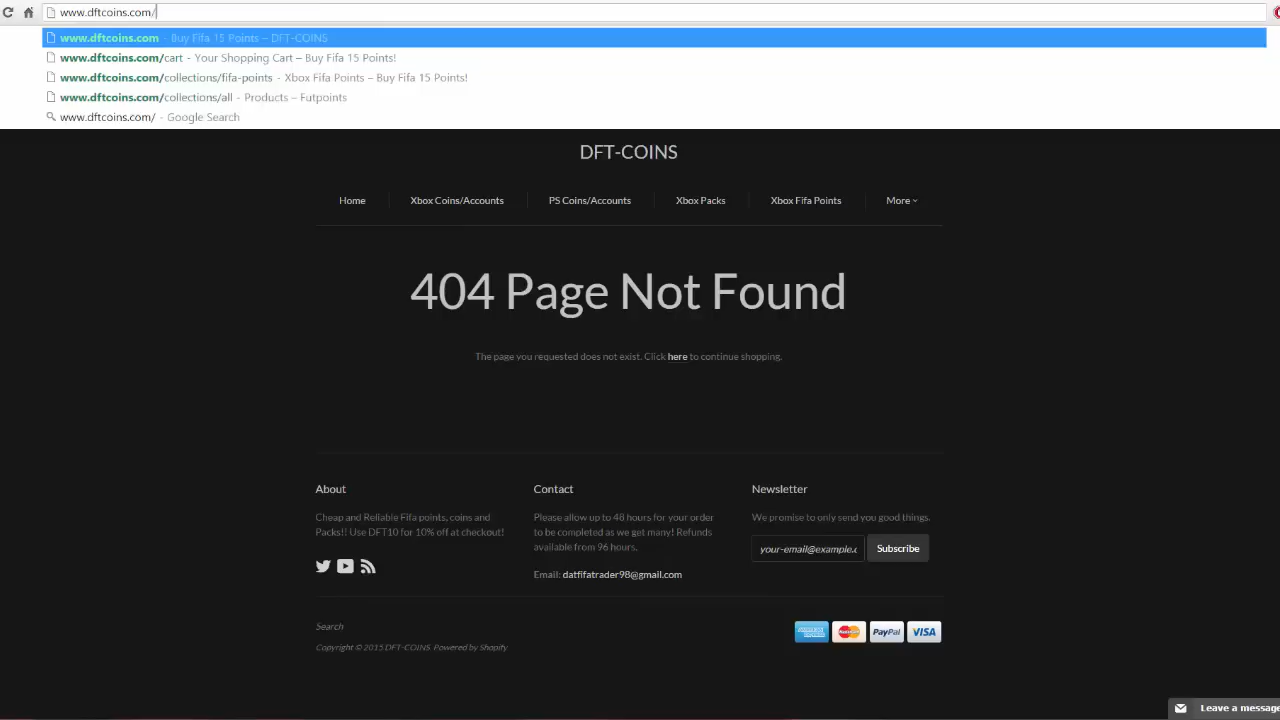 www.dftcoins.com/
www.dftcoins.com - Buy Fifa 15 Points – DFT-COINS
www.dftcoins.com/cart - Your Shopping Cart – Buy Fifa 15 Points!
www.dftcoins.com/collections/fifa-points - Xbox Fifa Points – Buy Fifa 15 Points!
www.dftcoins.com/collections/all - Products – Futpoints
www.dftcoins.com/ - Google Search
DFT-COINS
Home Xbox Coins/Accounts PS Coins/Accounts Xbox Packs Xbox Fifa Points More
404 Page Not Found
The page you requested does not exist. Click here to continue shopping.
About
Cheap and Reliable Fifa points, coins and
Packs!! Use DFT10 for 10% off at checkout!
Contact
Please allow up to 48 hours for your order
to be completed as we get many! Refunds
available from 96 hours.
Email: datfifatrader98@gmail.com
Newsletter
We promise to only send you good things.
your-email@example.c
Subscribe
Search
Copyright © 2015 DFT-COINS Powered by Shopify
AMERICAN EXPRESS MasterCard PayPal VISA
Leave a message